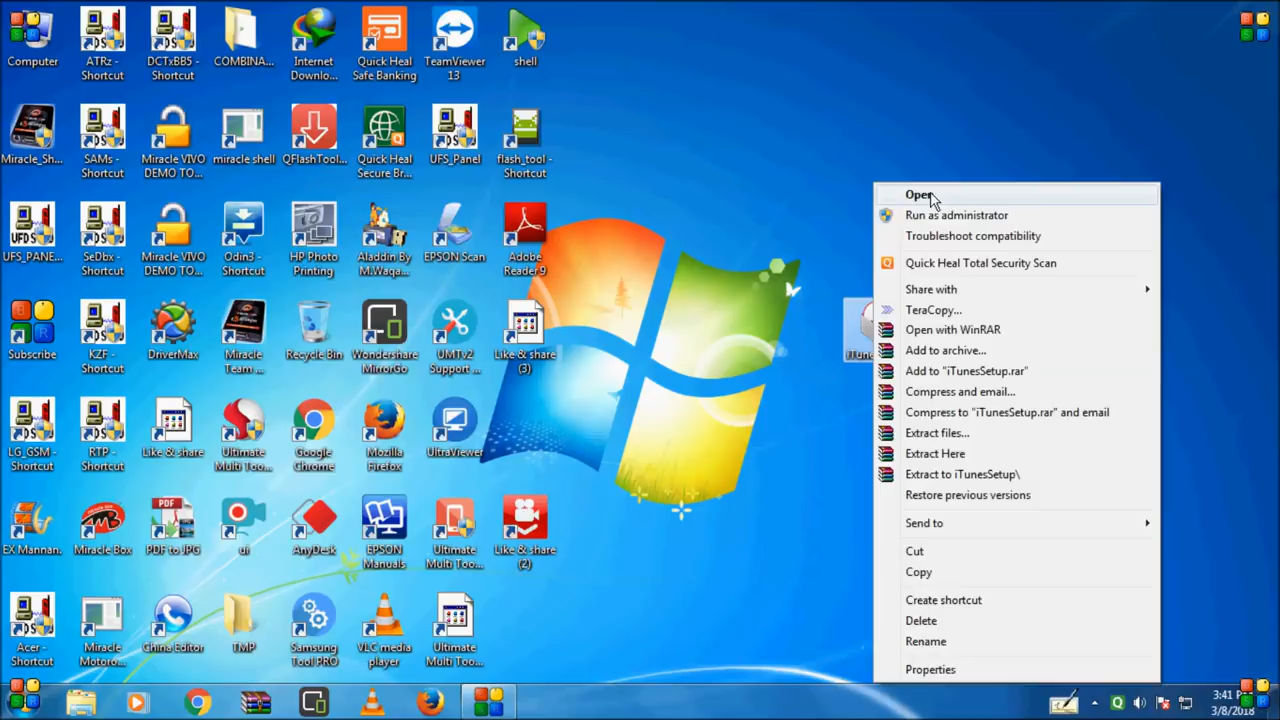 Computer
ATRz -
Shortcut
DCTxBB5 -
Shortcut
COMBINA...
Internet
Downlo...
Quick Heal
Safe Banking
TeamViewer
13
shell
Miracle_Sh...
SAMs -
Shortcut
Miracle VIVO
DEMO TO...
miracle shell
QFlashTool...
Quick Heal
Secure Br...
UFS_Panel
flash_tool -
Shortcut
UFS_PANE...
SeDbx -
Shortcut
Miracle VIVO
DEMO TO...
Odin3 -
Shortcut
HP Photo
Printing
Aladdin By
M.Waqa...
EPSON Scan
Adobe
Reader 9
Subscribe
KZF -
Shortcut
DriverMax
Miracle
Team ...
Recycle Bin
Wondershare
MirrorGo
UMTv2
Support ...
Like & share
(3)
LG_GSM -
Shortcut
RTP -
Shortcut
Like & share
Ultimate
Multi Too...
Google
Chrome
Mozilla
Firefox
UltraViewer
EX Mannan.
Miracle Box
PDF to JPG
ui
AnyDesk
EPSON
Manuals
Ultimate
Multi Too...
Like & share
(2)
Acer -
Shortcut
Miracle
Motoro...
China Editor
TMP
Samsung
Tool PRO
VLC media
player
Ultimate
Multi Too...
iTune
Open
Run as administrator
Troubleshoot compatibility
Quick Heal Total Security Scan
Share with
TeraCopy...
Open with WinRAR
Add to archive...
Add to "iTunesSetup.rar"
Compress and email...
Compress to "iTunesSetup.rar" and email
Extract files...
Extract Here
Extract to iTunesSetup\
Restore previous versions
Send to
Cut
Copy
Create shortcut
Delete
Rename
Properties
3:41 P
3/8/2018